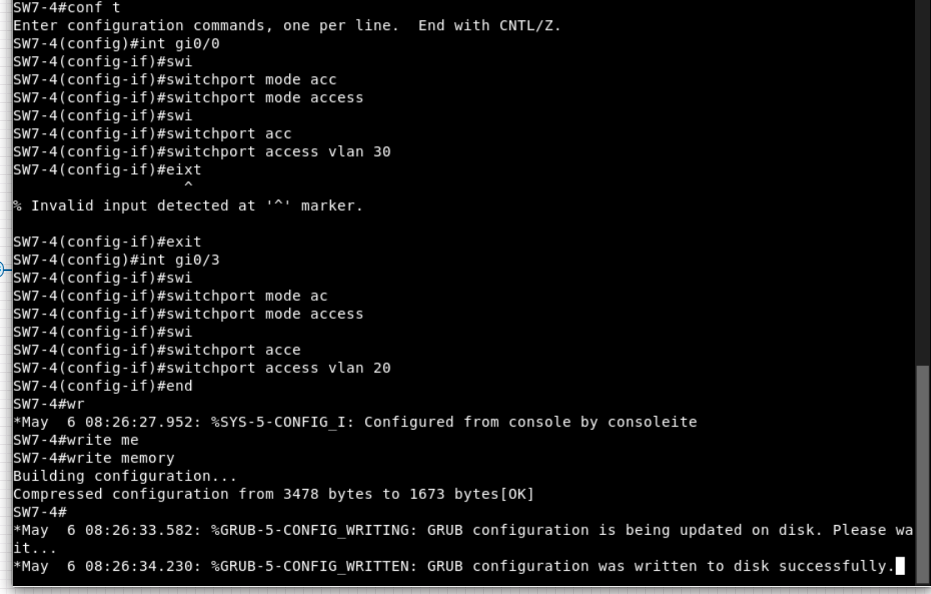 SW7-4#conf t
Enter configuration commands, one per line.  End with CNTL/Z.
SW7-4(config)#int gi0/0
SW7-4(config-if)#swi
SW7-4(config-if)#switchport mode acc
SW7-4(config-if)#switchport mode access
SW7-4(config-if)#swi
SW7-4(config-if)#switchport acc
SW7-4(config-if)#switchport access vlan 30
SW7-4(config-if)#eixt
                   ^
% Invalid input detected at '^' marker.

SW7-4(config-if)#exit
SW7-4(config)#int gi0/3
SW7-4(config-if)#swi
SW7-4(config-if)#switchport mode ac
SW7-4(config-if)#switchport mode access
SW7-4(config-if)#swi
SW7-4(config-if)#switchport acce
SW7-4(config-if)#switchport access vlan 20
SW7-4(config-if)#end
SW7-4#wr
*May  6 08:26:27.952: %SYS-5-CONFIG_I: Configured from console by consoleite
SW7-4#write me
SW7-4#write memory
Building configuration...
Compressed configuration from 3478 bytes to 1673 bytes[OK]
SW7-4#
*May  6 08:26:33.582: %GRUB-5-CONFIG_WRITING: GRUB configuration is being updated on disk. Please wa
it...
*May  6 08:26:34.230: %GRUB-5-CONFIG_WRITTEN: GRUB configuration was written to disk successfully.